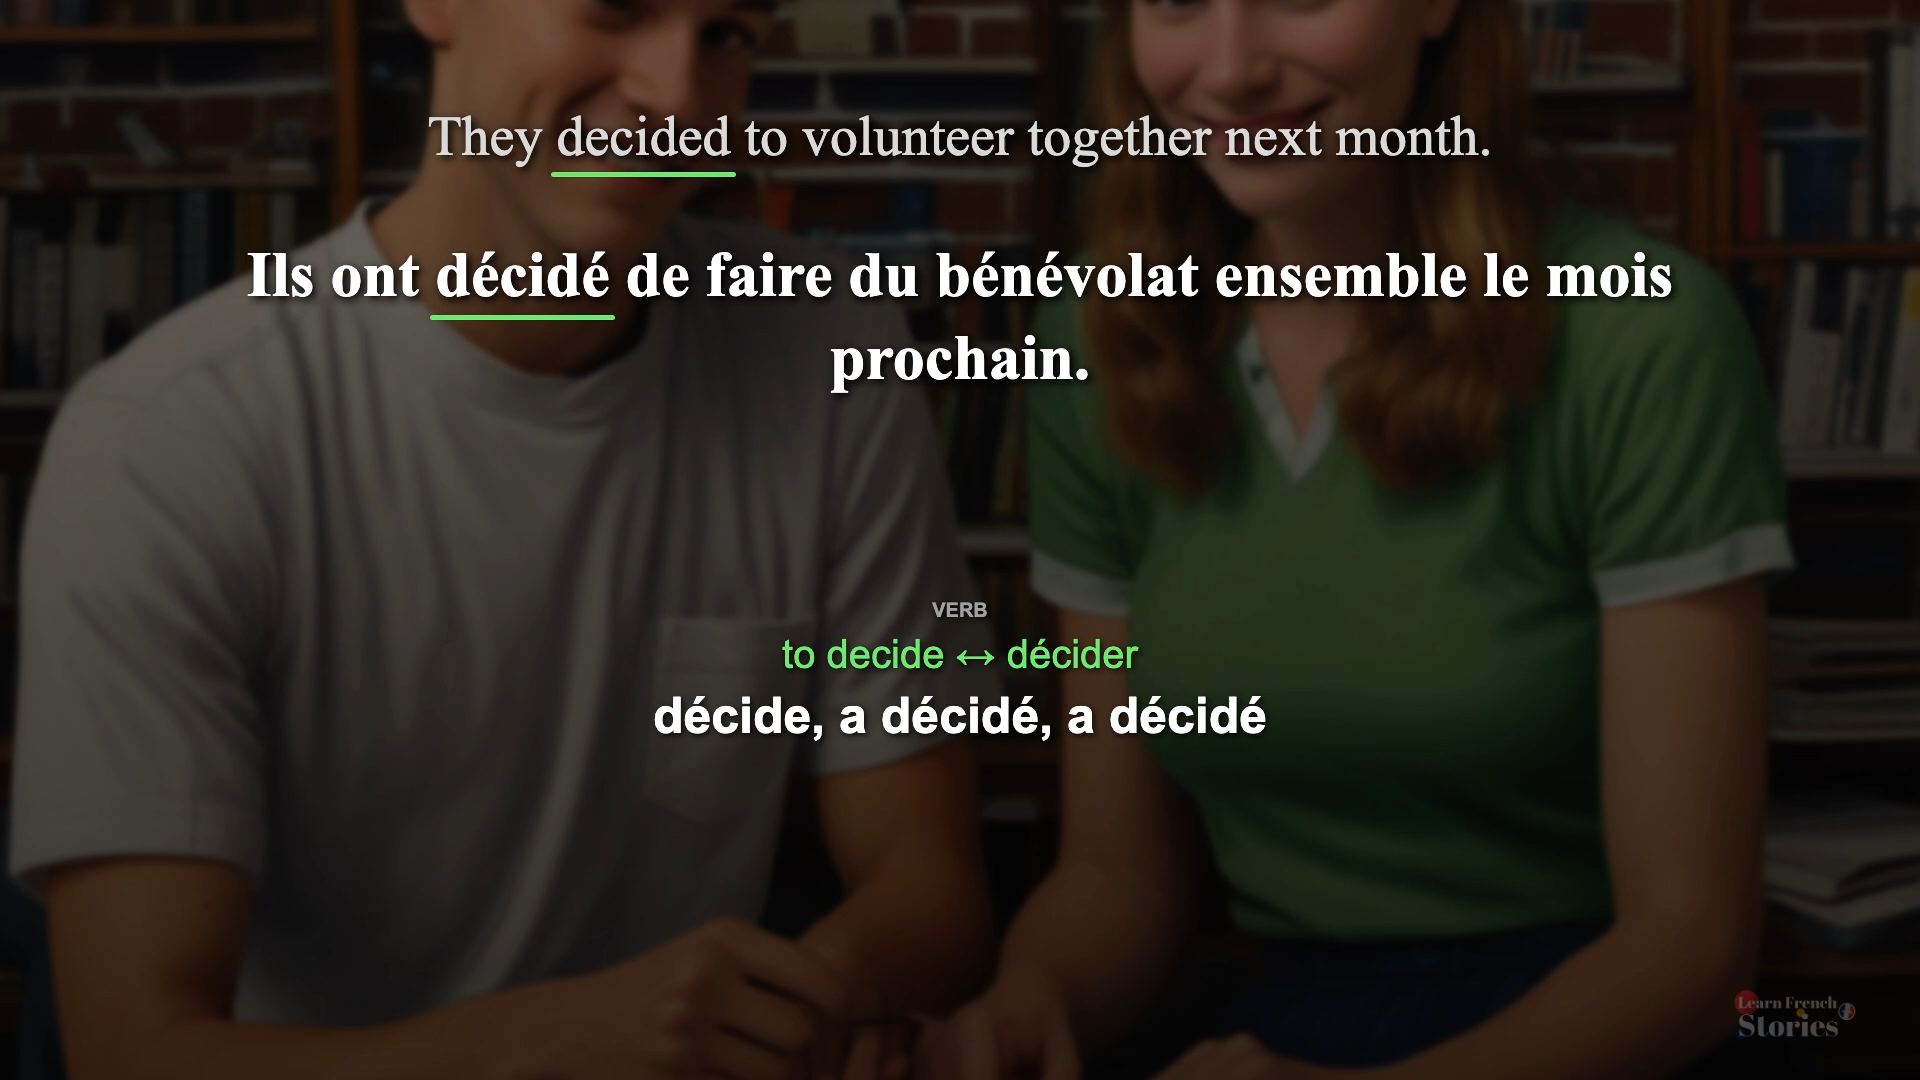 They decided to volunteer together next month.
Ils ont décidé de faire du bénévolat ensemble le mois
prochain.
VERB
to decide ↔ décider
décide, a décidé, a décidé
Learn French
Stories